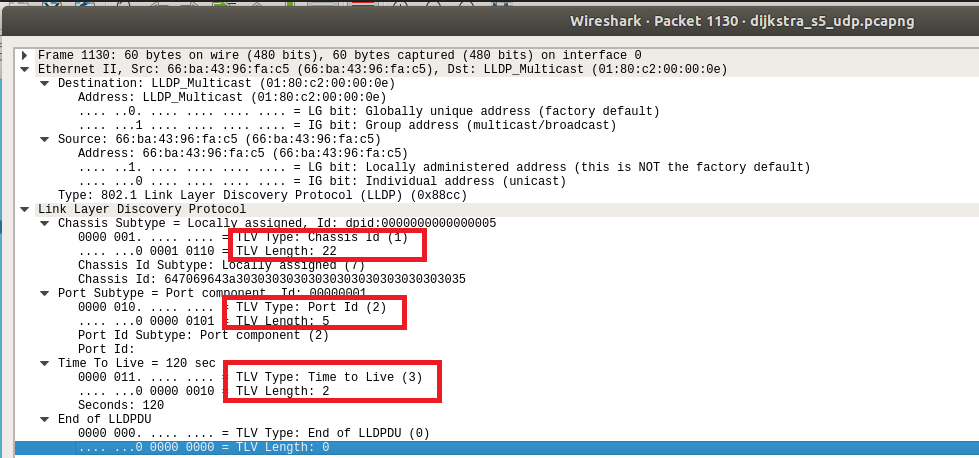 Wireshark · Packet 1130 · dijkstra_s5_udp.pcapng
Frame 1130: 60 bytes on wire (480 bits), 60 bytes captured (480 bits) on interface 0
Ethernet II, Src: 66:ba:43:96:fa:c5 (66:ba:43:96:fa:c5), Dst: LLDP_Multicast (01:80:c2:00:00:0e)
Destination: LLDP_Multicast (01:80:c2:00:00:0e)
Address: LLDP_Multicast (01:80:c2:00:00:0e)
.... ..0. .... .... .... .... = LG bit: Globally unique address (factory default)
.... ...1 .... .... .... .... = IG bit: Group address (multicast/broadcast)
Source: 66:ba:43:96:fa:c5 (66:ba:43:96:fa:c5)
Address: 66:ba:43:96:fa:c5 (66:ba:43:96:fa:c5)
.... ..1. .... .... .... .... = LG bit: Locally administered address (this is NOT the factory default)
.... ...0 .... .... .... .... = IG bit: Individual address (unicast)
Type: 802.1 Link Layer Discovery Protocol (LLDP) (0x88cc)
Link Layer Discovery Protocol
Chassis Subtype = Locally assigned, Id: dpid:0000000000000005
0000 001. .... .... = TLV Type: Chassis Id (1)
.... ...0 0001 0110 = TLV Length: 22
Chassis Id Subtype: Locally assigned (7)
Chassis Id: 647069643a30303030303030303030303030303035
Port Subtype = Port component, Id: 00000001
0000 010. .... .... = TLV Type: Port Id (2)
.... ...0 0000 0101 = TLV Length: 5
Port Id Subtype: Port component (2)
Port Id:
Time To Live = 120 sec
0000 011. .... .... = TLV Type: Time to Live (3)
.... ...0 0000 0010 = TLV Length: 2
Seconds: 120
End of LLDPDU
0000 000. .... .... = TLV Type: End of LLDPDU (0)
.... ...0 0000 0000 = TLV Length: 0